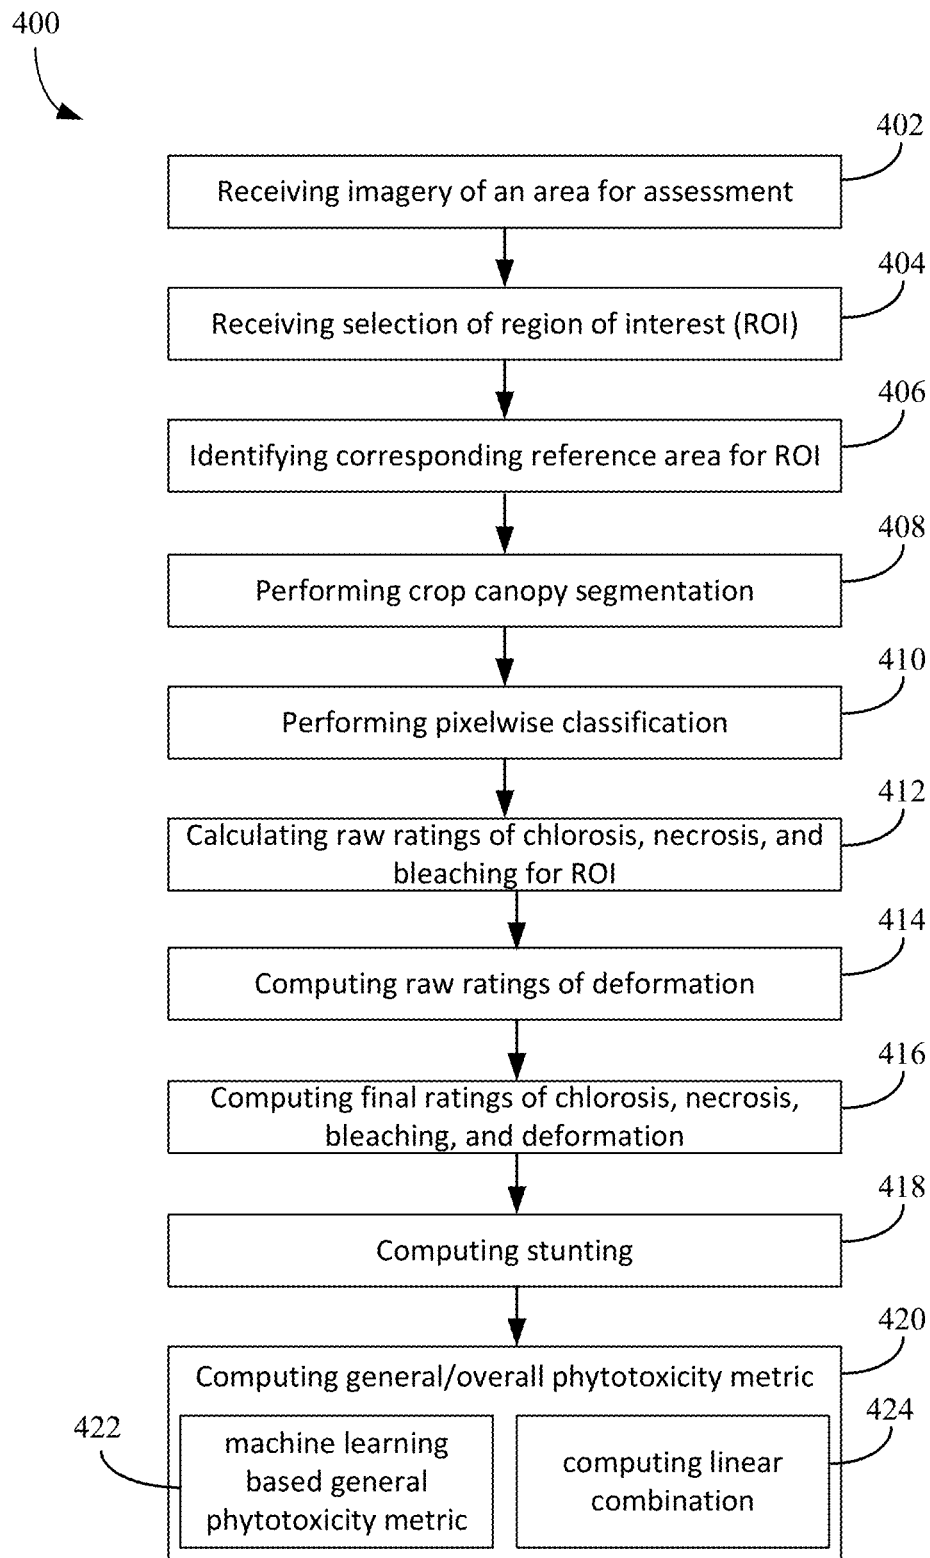 400
402
Receiving imagery of an area for assessment
404
Receiving selection of region of interest (ROI)
406
Identifying corresponding reference area for ROI
408
Performing crop canopy segmentation
410
Performing pixelwise classification
412
Calculating raw ratings of chlorosis, necrosis, and
bleaching for ROI
414
Computing raw ratings of deformation
416
Computing final ratings of chlorosis, necrosis,
bleaching, and deformation
418
Computing stunting
420
Computing general/overall phytotoxicity metric
422
machine learning
based general
phytotoxicity metric
424
computing linear
combination